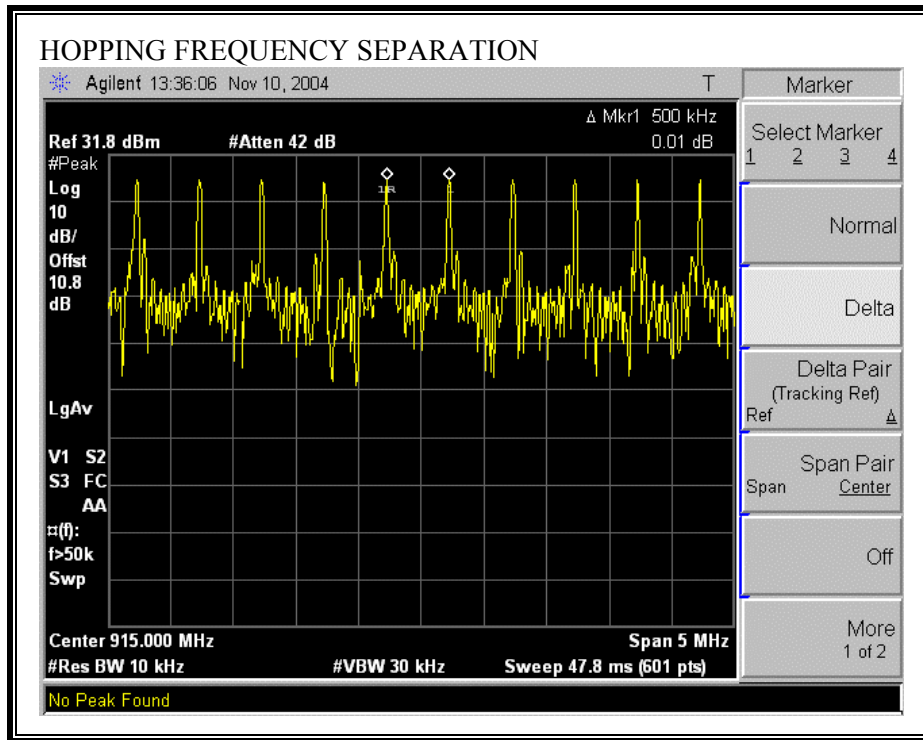 HOPPING FREQUENCY SEPARATION
Agilent 13:36:06 Nov 10, 2004 T
Δ Mkr1 500 kHz
Ref 31.8 dBm #Atten 42 dB 0.01 dB
#Peak
Log
10
dB/
Offst
10.8
dB
1R
LgAv
V1 S2
S3 FC
AA
¤(f):
f>50k
Swp
Center 915.000 MHz Span 5 MHz
#Res BW 10 kHz #VBW 30 kHz Sweep 47.8 ms (601 pts)
No Peak Found
Marker
Select Marker
1 2 3 4
Normal
Delta
Delta Pair
(Tracking Ref)
Ref Δ
Span Pair
Span Center
Off
More
1 of 2